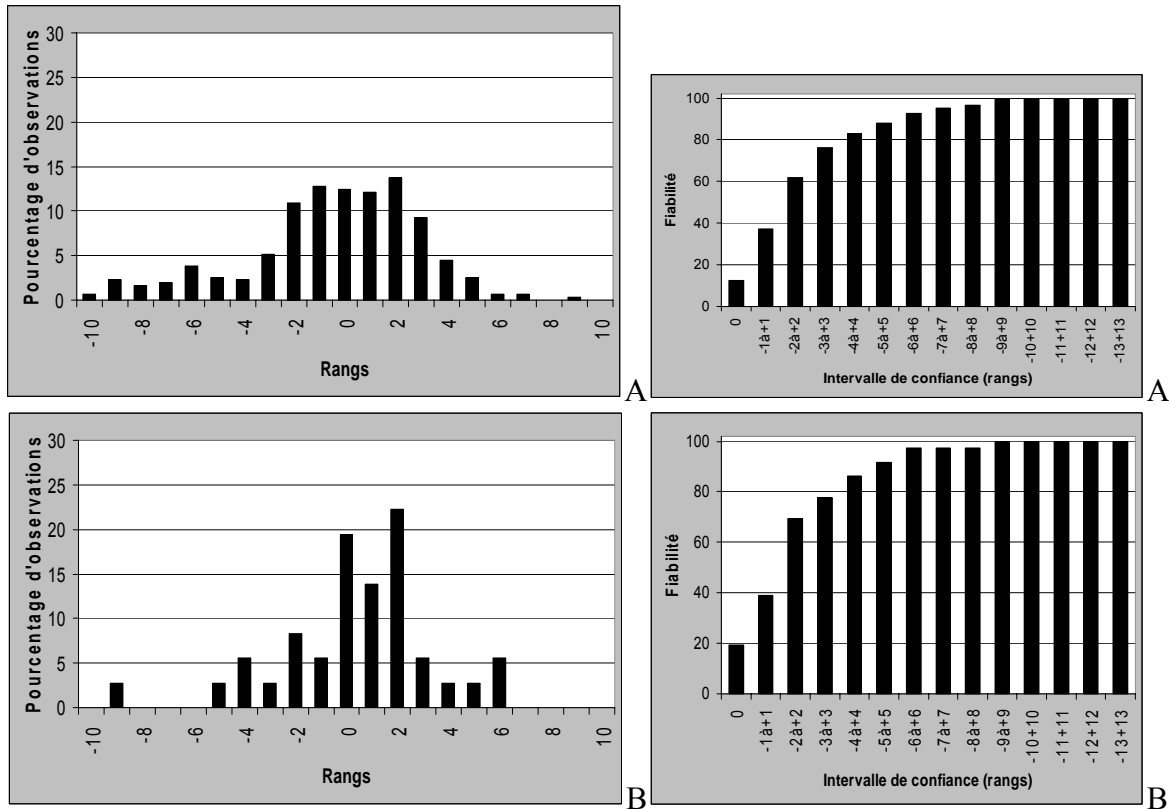 Pourcentage d'observations
30
25
20
15
10
5
0
-10
-8
-6
-4
-2
0
2
4
6
8
10
Rangs
A
Fiabilité
100
80
60
40
20
0
0
-1à+1
-2à+2
-3à+3
-4à+4
-5à+5
-6à+6
-7à+7
-8à+8
-9à+9
-10+10
-11+11
-12+12
-13+13
Intervalle de confiance (rangs)
A
Pourcentage d'observations
30
25
20
15
10
5
0
-10
-8
-6
-4
-2
0
2
4
6
8
10
Rangs
B
Fiabilité
100
80
60
40
20
0
0
-1à+1
-2à+2
-3à+3
-4à+4
-5à+5
-6à+6
-7à+7
-8à+8
-9à+9
-10+10
-11+11
-12+12
-13+13
Intervalle de confiance (rangs)
B